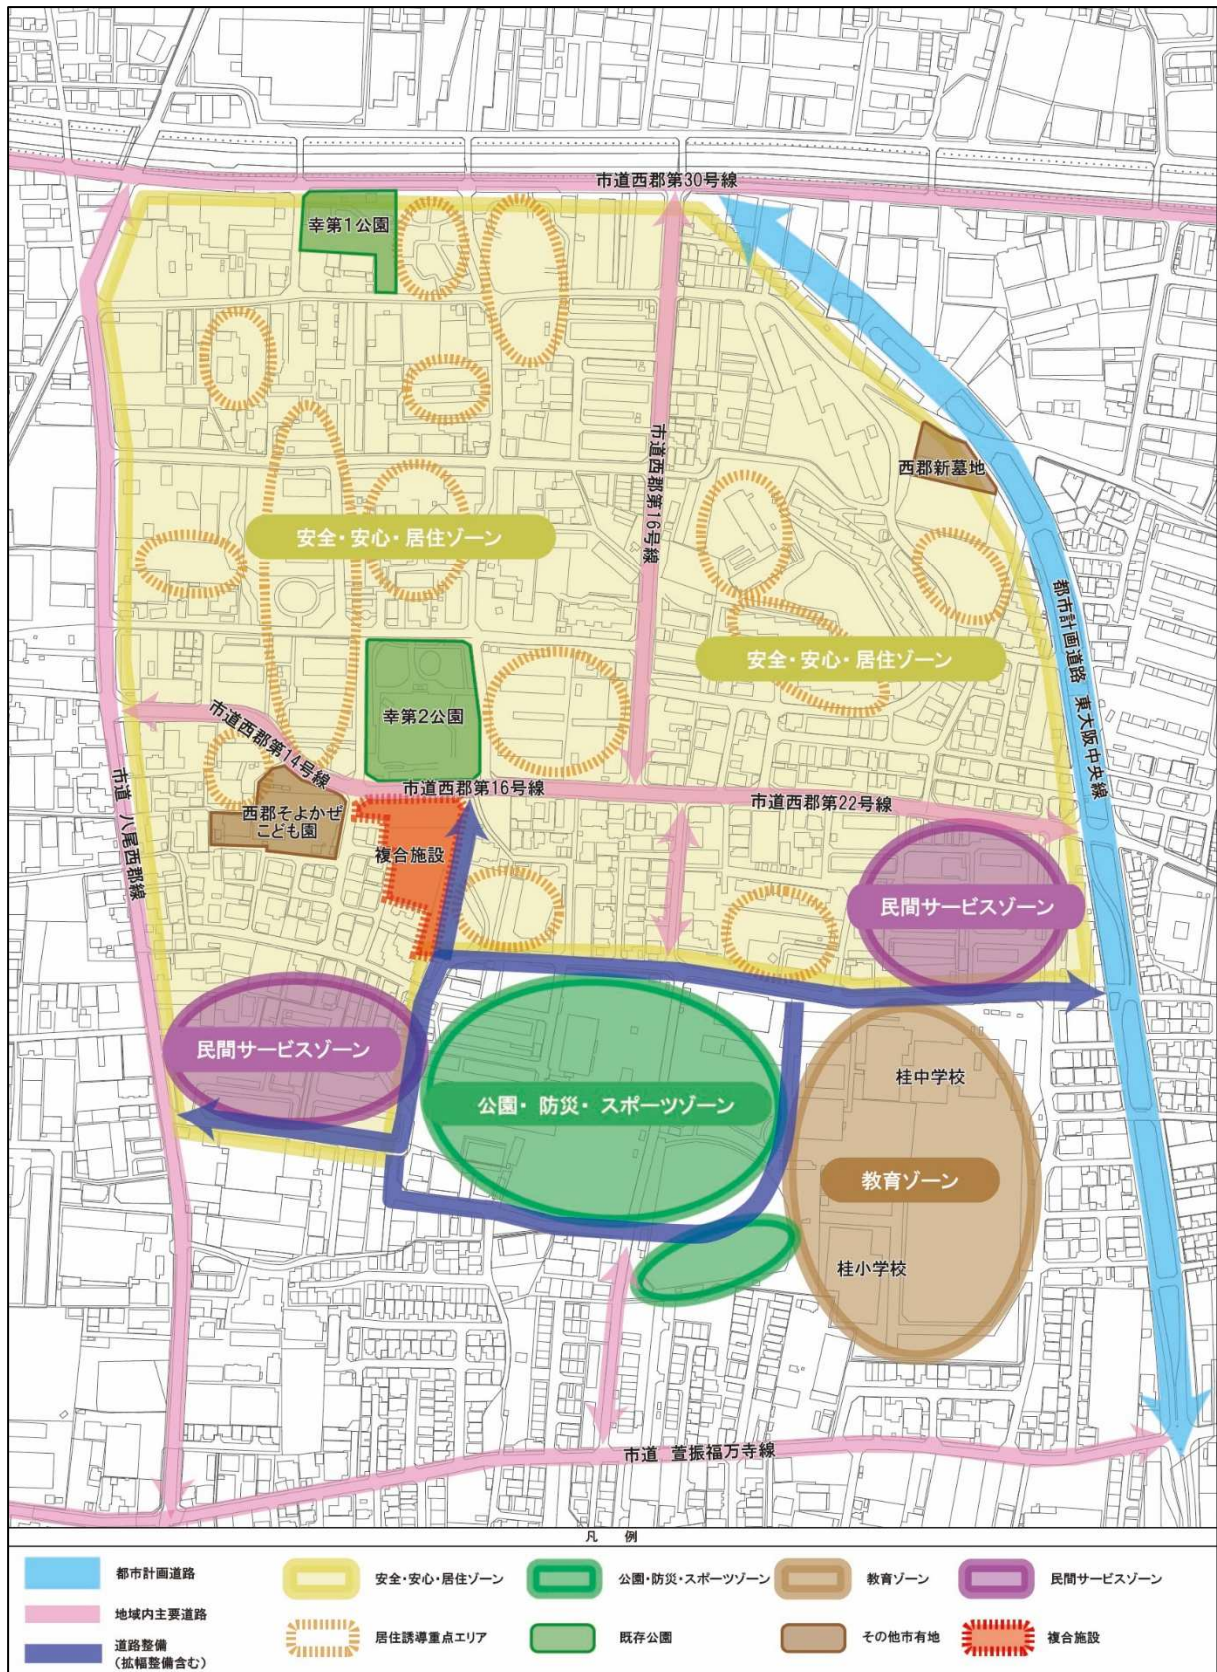 市道西郡第30号線
幸第1公園
市道西郡第16号線
西郡新墓地
安全・安心・居住ゾーン
安全・安心・居住ゾーン
都市計画道路 東大阪中央線
幸第2公園
市道西郡第14号線
市道西郡第16号線
市道西郡第22号線
西郡そよかぜ
こども園
複合施設
市道 八尾西郡線
民間サービスゾーン
民間サービスゾーン
桂中学校
公園・防災・スポーツゾーン
教育ゾーン
桂小学校
市道 萱振福万寺線
凡 例
都市計画道路
安全・安心・居住ゾーン
公園・防災・スポーツゾーン
教育ゾーン
民間サービスゾーン
地域内主要道路
居住誘導重点エリア
既存公園
その他市有地
複合施設
道路整備
(拡幅整備含む)